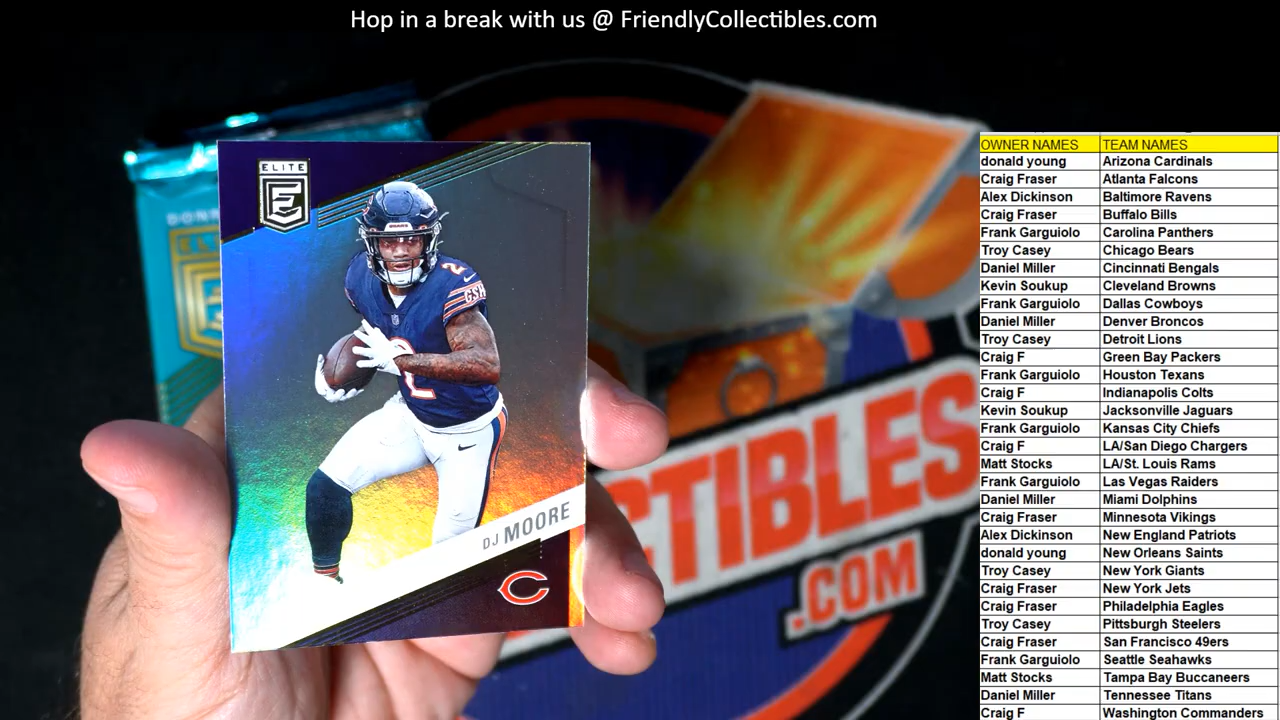 Hop in a break with us @ FriendlyCollectibles.com
ELITE
E
2
GSH
2
DJ MOORE
C
CTIBLES
.COM
OWNER NAMES TEAM NAMES
donald young Arizona Cardinals
Craig Fraser Atlanta Falcons
Alex Dickinson Baltimore Ravens
Craig Fraser Buffalo Bills
Frank Garguiolo Carolina Panthers
Troy Casey Chicago Bears
Daniel Miller Cincinnati Bengals
Kevin Soukup Cleveland Browns
Frank Garguiolo Dallas Cowboys
Daniel Miller Denver Broncos
Troy Casey Detroit Lions
Craig F Green Bay Packers
Frank Garguiolo Houston Texans
Craig F Indianapolis Colts
Kevin Soukup Jacksonville Jaguars
Frank Garguiolo Kansas City Chiefs
Craig F LA/San Diego Chargers
Matt Stocks LA/St. Louis Rams
Frank Garguiolo Las Vegas Raiders
Daniel Miller Miami Dolphins
Craig Fraser Minnesota Vikings
Alex Dickinson New England Patriots
donald young New Orleans Saints
Troy Casey New York Giants
Craig Fraser New York Jets
Craig Fraser Philadelphia Eagles
Troy Casey Pittsburgh Steelers
Craig Fraser San Francisco 49ers
Frank Garguiolo Seattle Seahawks
Matt Stocks Tampa Bay Buccaneers
Daniel Miller Tennessee Titans
Craig F Washington Commanders